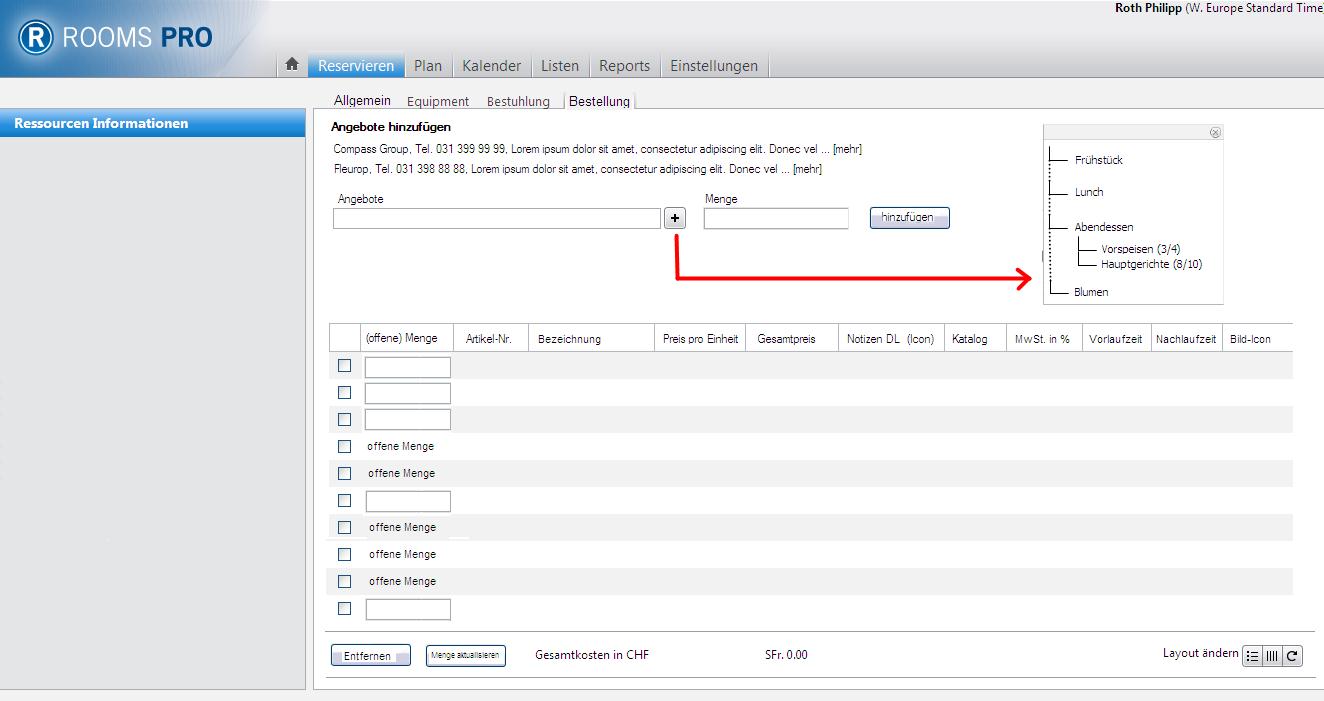 Roth Philipp (W. Europe Standard Time)
R ROOMS PRO
Reservieren Plan Kalender Listen Reports Einstellungen
Allgemein Equipment Bestuhlung Bestellung
Ressourcen Informationen
Angebote hinzufügen
Compass Group, Tel. 031 399 99 99, Lorem ipsum dolor sit amet, consectetur adipiscing elit. Donec vel ... [mehr]
Fleurop, Tel. 031 398 88 88, Lorem ipsum dolor sit amet, consectetur adipiscing elit. Donec vel ... [mehr]
Angebote Menge
+ hinzufügen
Frühstück
Lunch
Abendessen
Vorspeisen (3/4)
Hauptgerichte (8/10)
Blumen
(offene) Menge Artikel-Nr. Bezeichnung Preis pro Einheit Gesamtpreis Notizen DL (Icon) Katalog MwSt. in % Vorlaufzeit Nachlaufzeit Bild-Icon
offene Menge
offene Menge
offene Menge
offene Menge
offene Menge
Entfernen Menge aktualisieren Gesamtkosten in CHF SFr. 0.00 Layout ändern